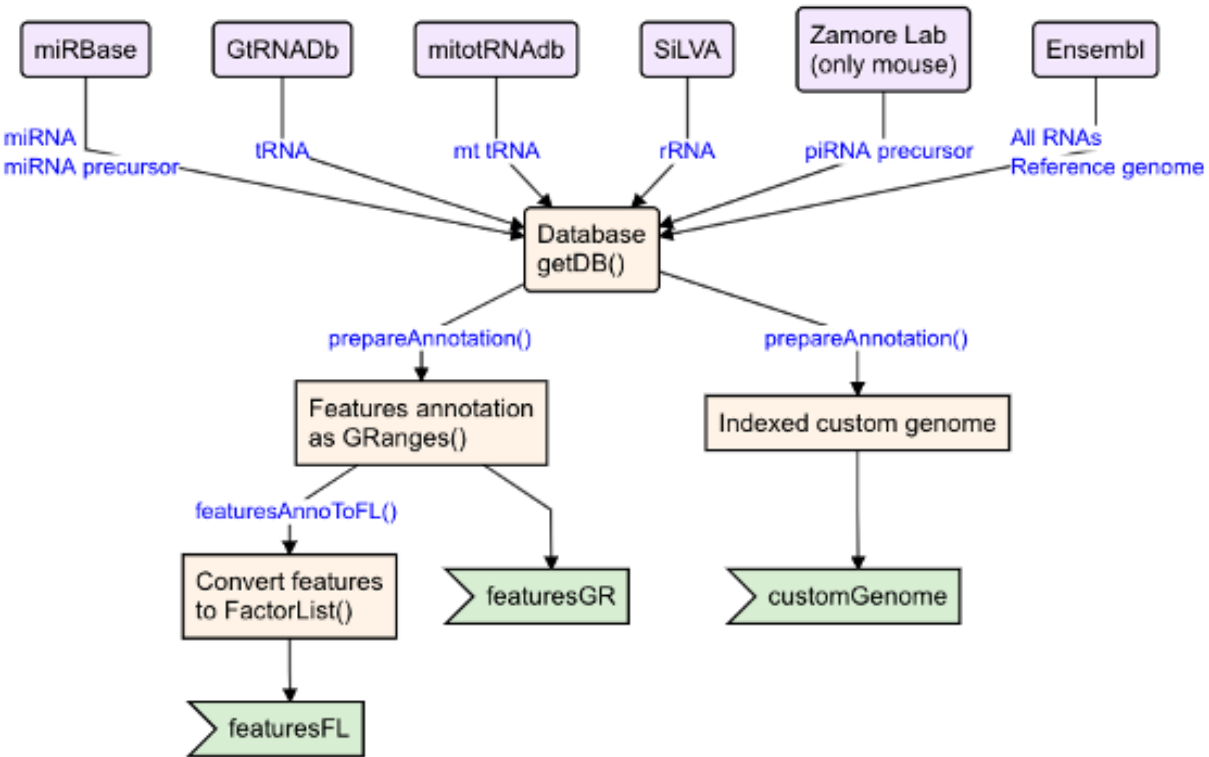 miRBase
GtRNADb
mitotRNAdb
SiLVA
Zamore Lab
(only mouse)
Ensembl
miRNA
miRNA precursor
tRNA
mt tRNA
rRNA
piRNA precursor
All RNAs
Reference genome
Database
getDB()
prepareAnnotation()
prepareAnnotation()
Features annotation
as GRanges()
Indexed custom genome
featuresAnnoToFL()
Convert features
to FactorList()
featuresGR
customGenome
featuresFL